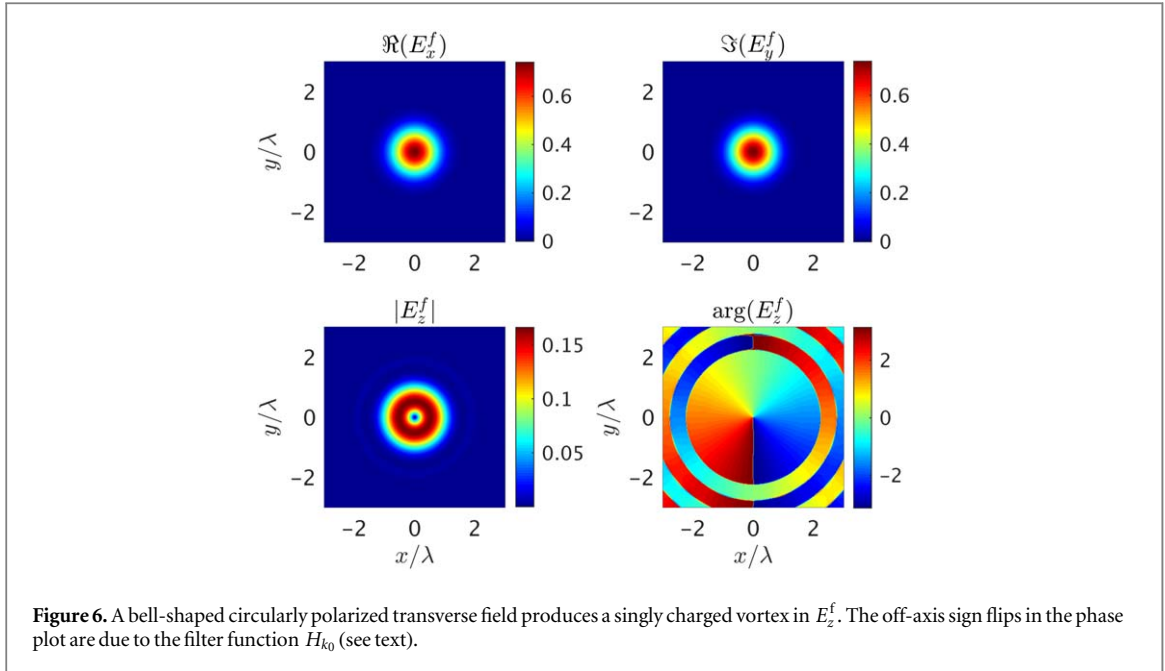 ℜ(E_x^f) ℑ(E_y^f)
2 0.6 2 0.6
y/λ 0 0.4 0 0.4
−2 0.2 −2 0.2
0 0
−2 0 2 −2 0 2
|E_z^f| arg(E_z^f)
2 0.15 2 2
y/λ 0 0.1 y/λ 0 0
−2 0.05 −2 −2
−2 0 2 −2 0 2
x/λ x/λ
Figure 6. A bell-shaped circularly polarized transverse field produces a singly charged vortex in E_z^f. The off-axis sign flips in the phase
plot are due to the filter function H_{k_0} (see text).